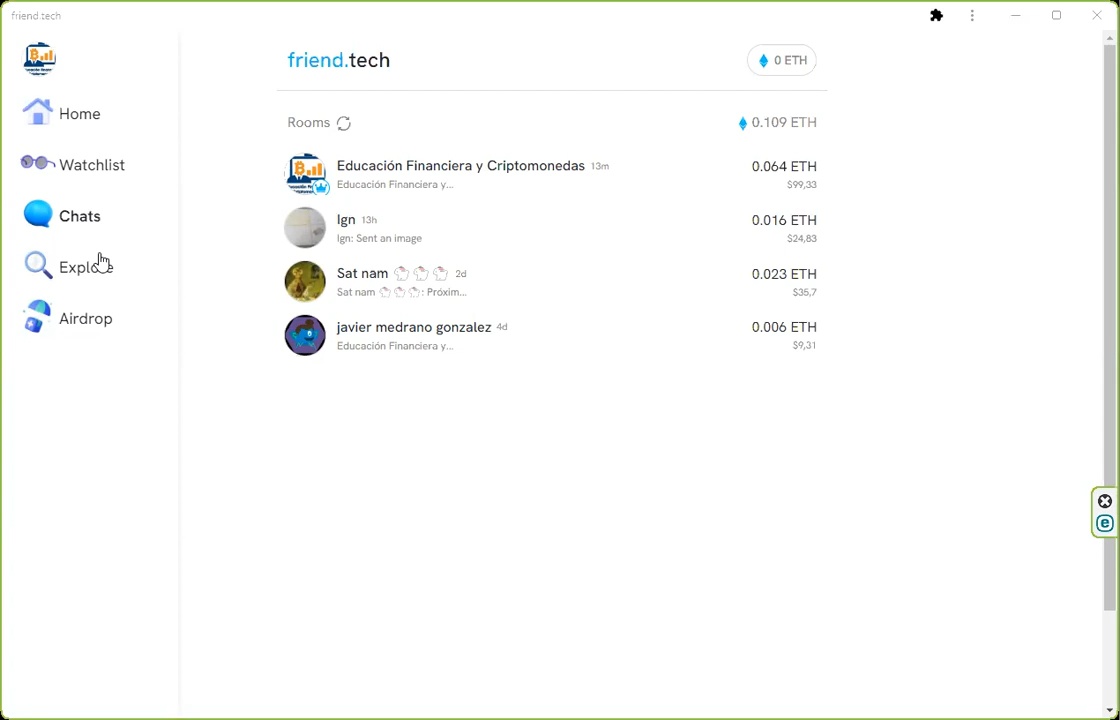 friend.tech
Home
Watchlist
Chats
Explore
Airdrop
friend.tech
0 ETH
Rooms
0.109 ETH
Educación Financiera y Criptomonedas 13m
0.064 ETH
Educación Financiera y...
$99,33
Ign 13h
0.016 ETH
Ign: Sent an image
$24,83
Sat nam 2d
0.023 ETH
Sat nam : Próxim...
$35,7
javier medrano gonzalez 4d
0.006 ETH
Educación Financiera y...
$9,31